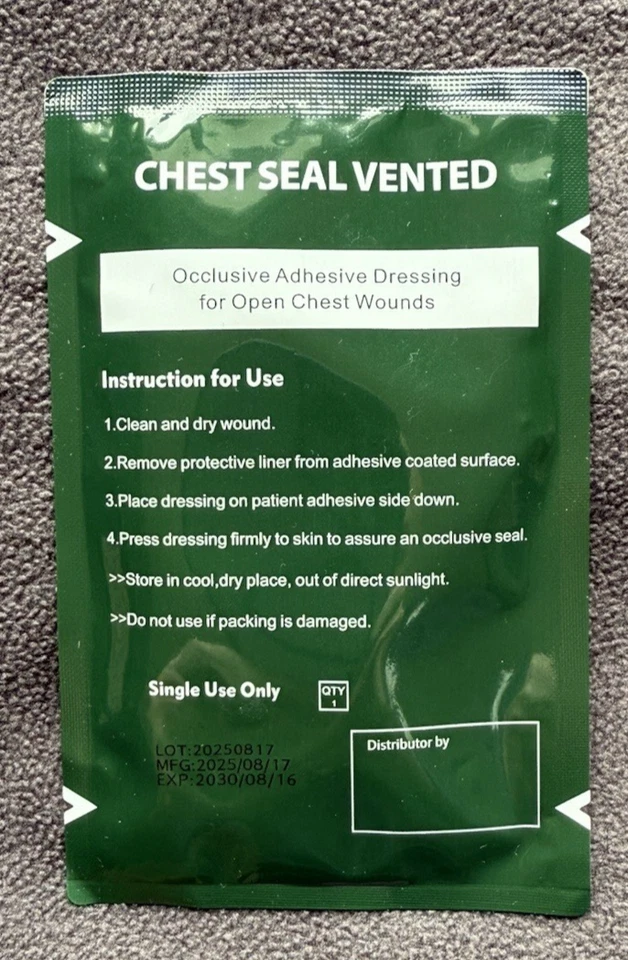 CHEST SEAL VENTED
Occlusive Adhesive Dressing
for Open Chest Wounds
Instruction for Use
1.Clean and dry wound.
2.Remove protective liner from adhesive coated surface.
3.Place dressing on patient adhesive side down.
4.Press dressing firmly to skin to assure an occlusive seal.
>>Store in cool,dry place, out of direct sunlight.
>>Do not use if packing is damaged.
Single Use Only
QTY
1
LOT:20250817
MFG:2025/08/17
EXP:2030/08/16
Distributor by